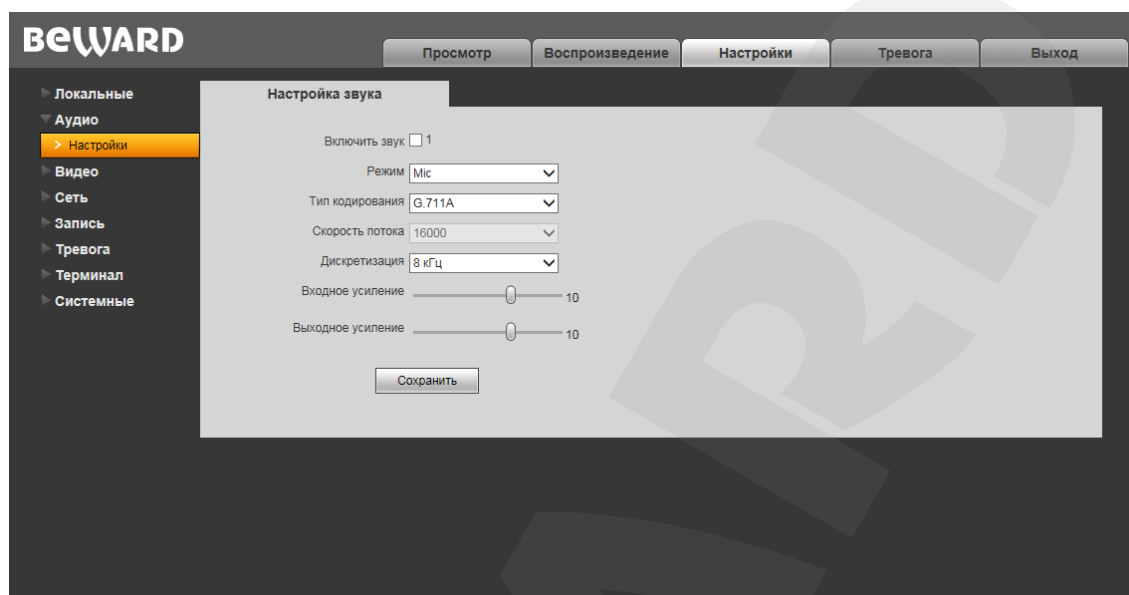 BEWARD
Просмотр Воспроизведение Настройки Тревога Выход
Локальные
Аудио
> Настройки
Видео
Сеть
Запись
Тревога
Терминал
Системные
Настройка звука
Включить звук 1
Режим Mic
Тип кодирования G.711A
Скорость потока 16000
Дискретизация 8 кГц
Входное усиление 10
Выходное усиление 10
Сохранить